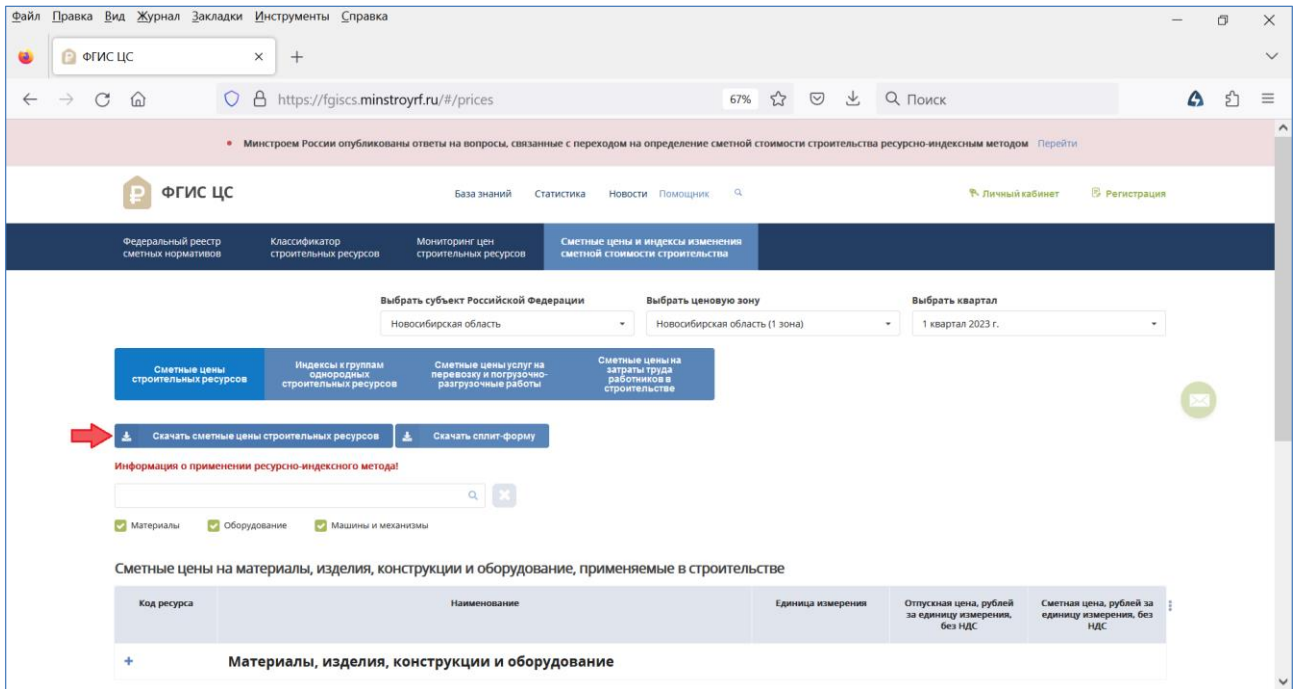 Файл Правка Вид Журнал Закладки Инструменты Справка
ФГИС ЦС
https://fgiscs.minstroyrf.ru/#/prices 67% Поиск
Минстроем России опубликованы ответы на вопросы, связанные с переходом на определение сметной стоимости строительства ресурсно-индексным методом Перейти
ФГИС ЦС База знаний Статистика Новости Помощник Личный кабинет Регистрация
Федеральный реестр
сметных нормативов
Классификатор
строительных ресурсов
Мониторинг цен
строительных ресурсов
Сметные цены и индексы изменения
сметной стоимости строительства
Выбрать субъект Российской Федерации Выбрать ценовую зону Выбрать квартал
Новосибирская область Новосибирская область (1 зона) 1 квартал 2023 г.
Сметные цены
строительных ресурсов
Индексы к группам
однородных
строительных ресурсов
Сметные цены услуг на
перевозку и погрузочно-
разгрузочные работы
Сметные цены на
затраты труда
работников в
строительстве
Скачать сметные цены строительных ресурсов Скачать сплит-форму
Информация о применении ресурсно-индексного метода!
Материалы Оборудование Машины и механизмы
Сметные цены на материалы, изделия, конструкции и оборудование, применяемые в строительстве
Код ресурса
Наименование
Единица измерения
Отпускная цена, рублей
за единицу измерения,
без НДС
Сметная цена, рублей за
единицу измерения, без
НДС
Материалы, изделия, конструкции и оборудование